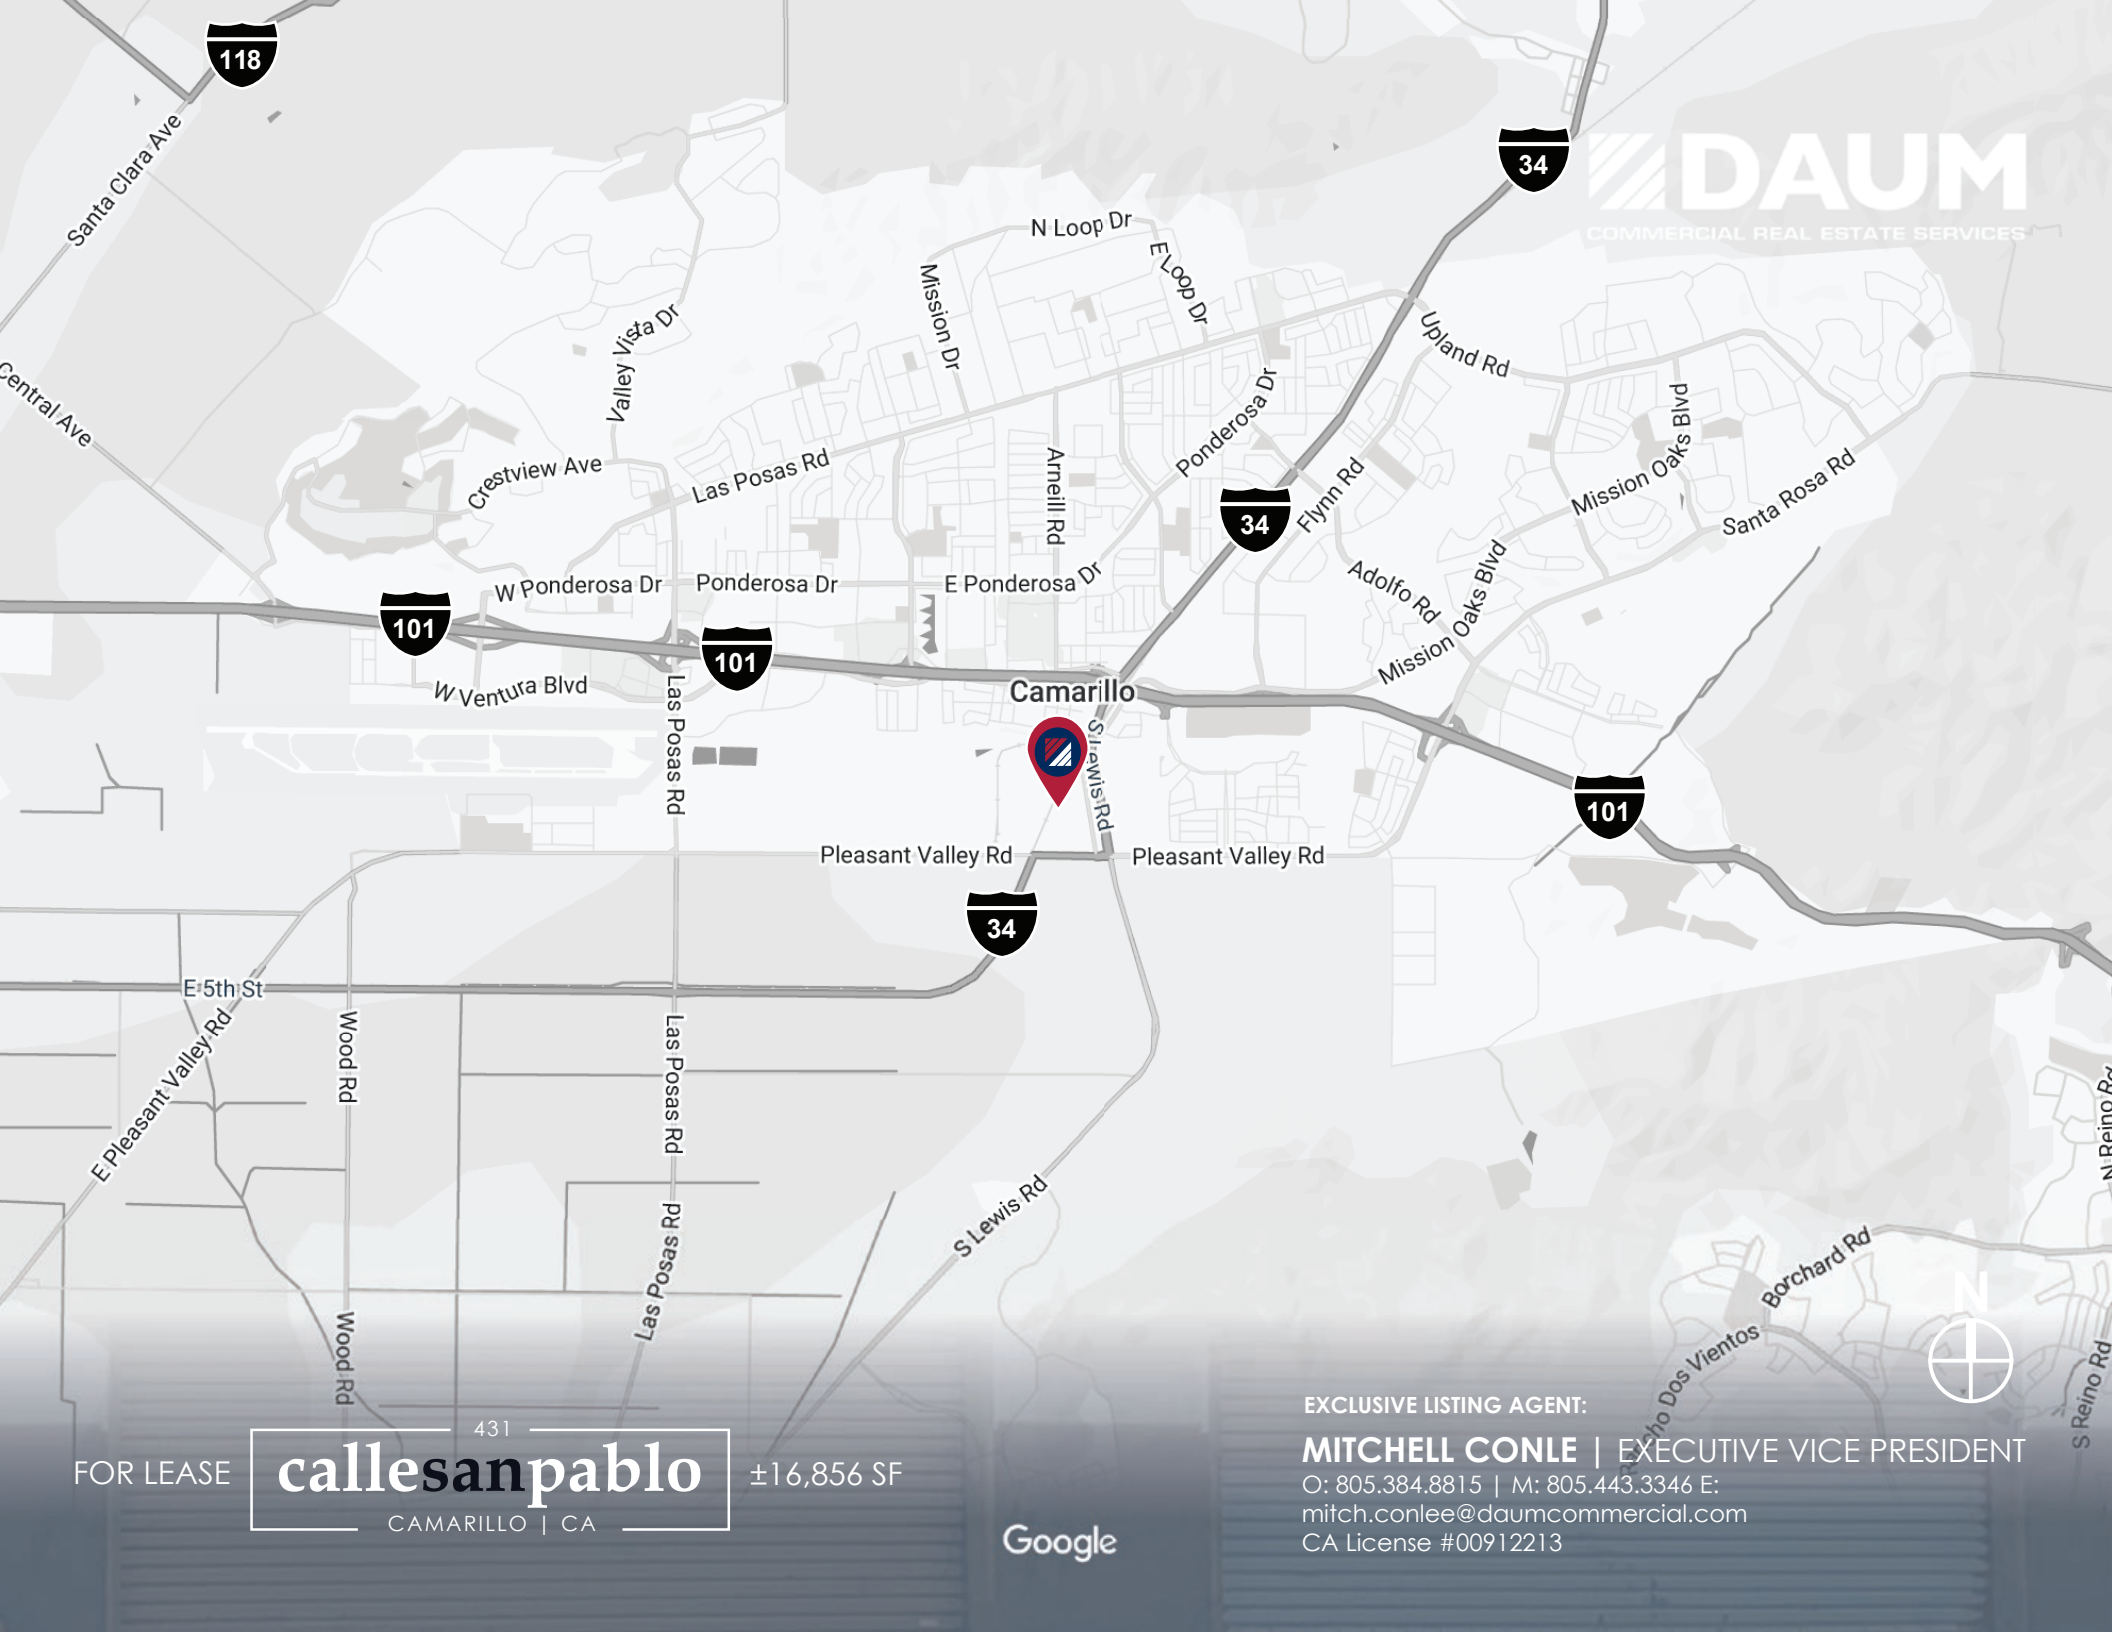 118
34
DAUM
COMMERCIAL REAL ESTATE SERVICES
Santa Clara Ave
N Loop Dr
E Loop Dr
Mission Dr
Valley Vista Dr
Upland Rd
Central Ave
Ponderosa Dr
Mission Oaks Blvd
Crestview Ave
Las Posas Rd
Arneill Rd
Flynn Rd
Santa Rosa Rd
34
W Ponderosa Dr
Ponderosa Dr
E Ponderosa Dr
Adolfo Rd
Mission Oaks Blvd
101
101
W Ventura Blvd
Camarillo
Las Posas Rd
S Lewis Rd
101
Pleasant Valley Rd
Pleasant Valley Rd
34
E 5th St
E Pleasant Valley Rd
Wood Rd
Las Posas Rd
N Reino Rd
S Lewis Rd
Las Posas Rd
Borchard Rd
N
Wood Rd
Rancho Dos Vientos
S Reino Rd
FOR LEASE
431
callesanpablo
CAMARILLO | CA
±16,856 SF
Google
EXCLUSIVE LISTING AGENT:
MITCHELL CONLE | EXECUTIVE VICE PRESIDENT
O: 805.384.8815 | M: 805.443.3346 E:
mitch.conlee@daumcommercial.com
CA License #00912213